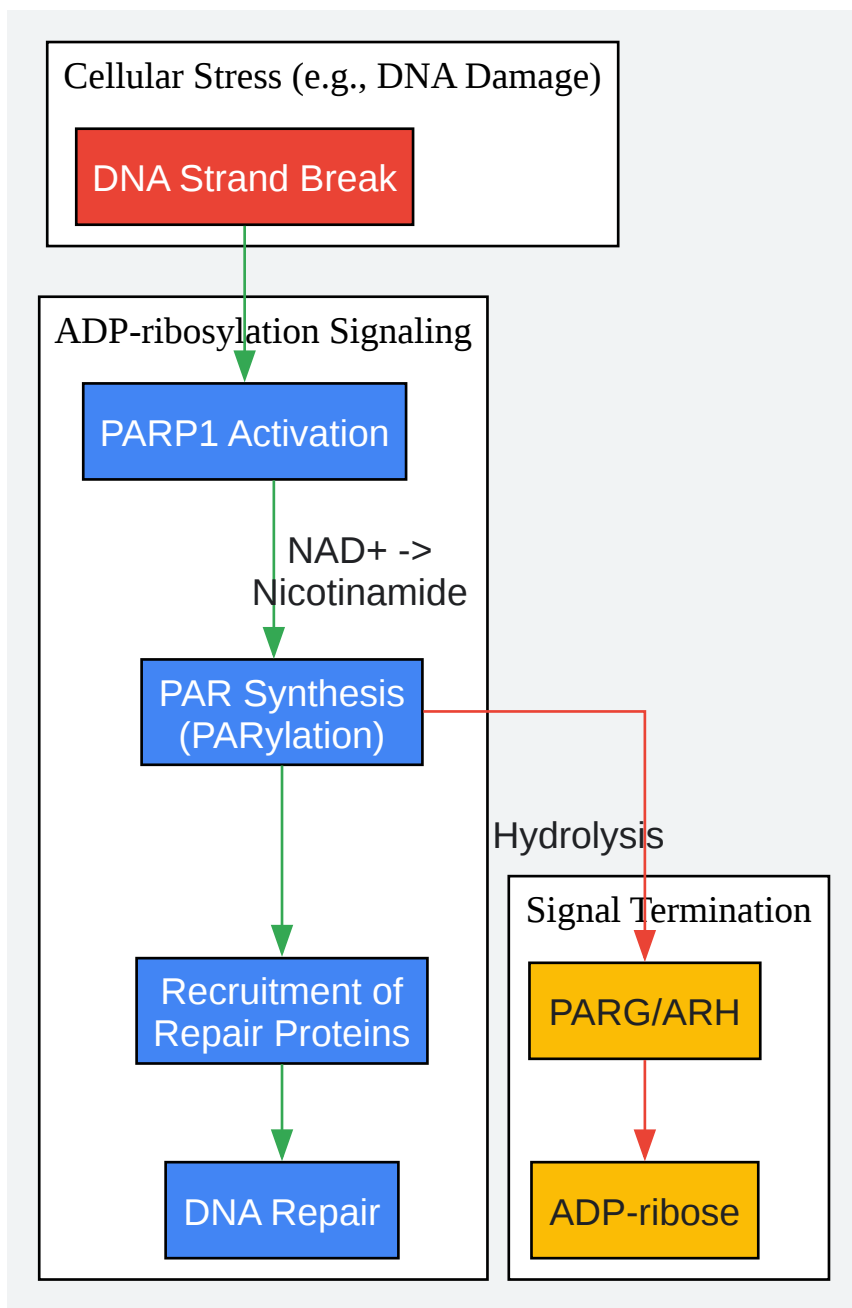 Cellular Stress (e.g., DNA Damage)
DNA Strand Break
ADP-ribosylation Signaling
PARP1 Activation
NAD+ ->
Nicotinamide
PAR Synthesis
(PARylation)
Hydrolysis
Signal Termination
Recruitment of
Repair Proteins
PARG/ARH
DNA Repair
ADP-ribose